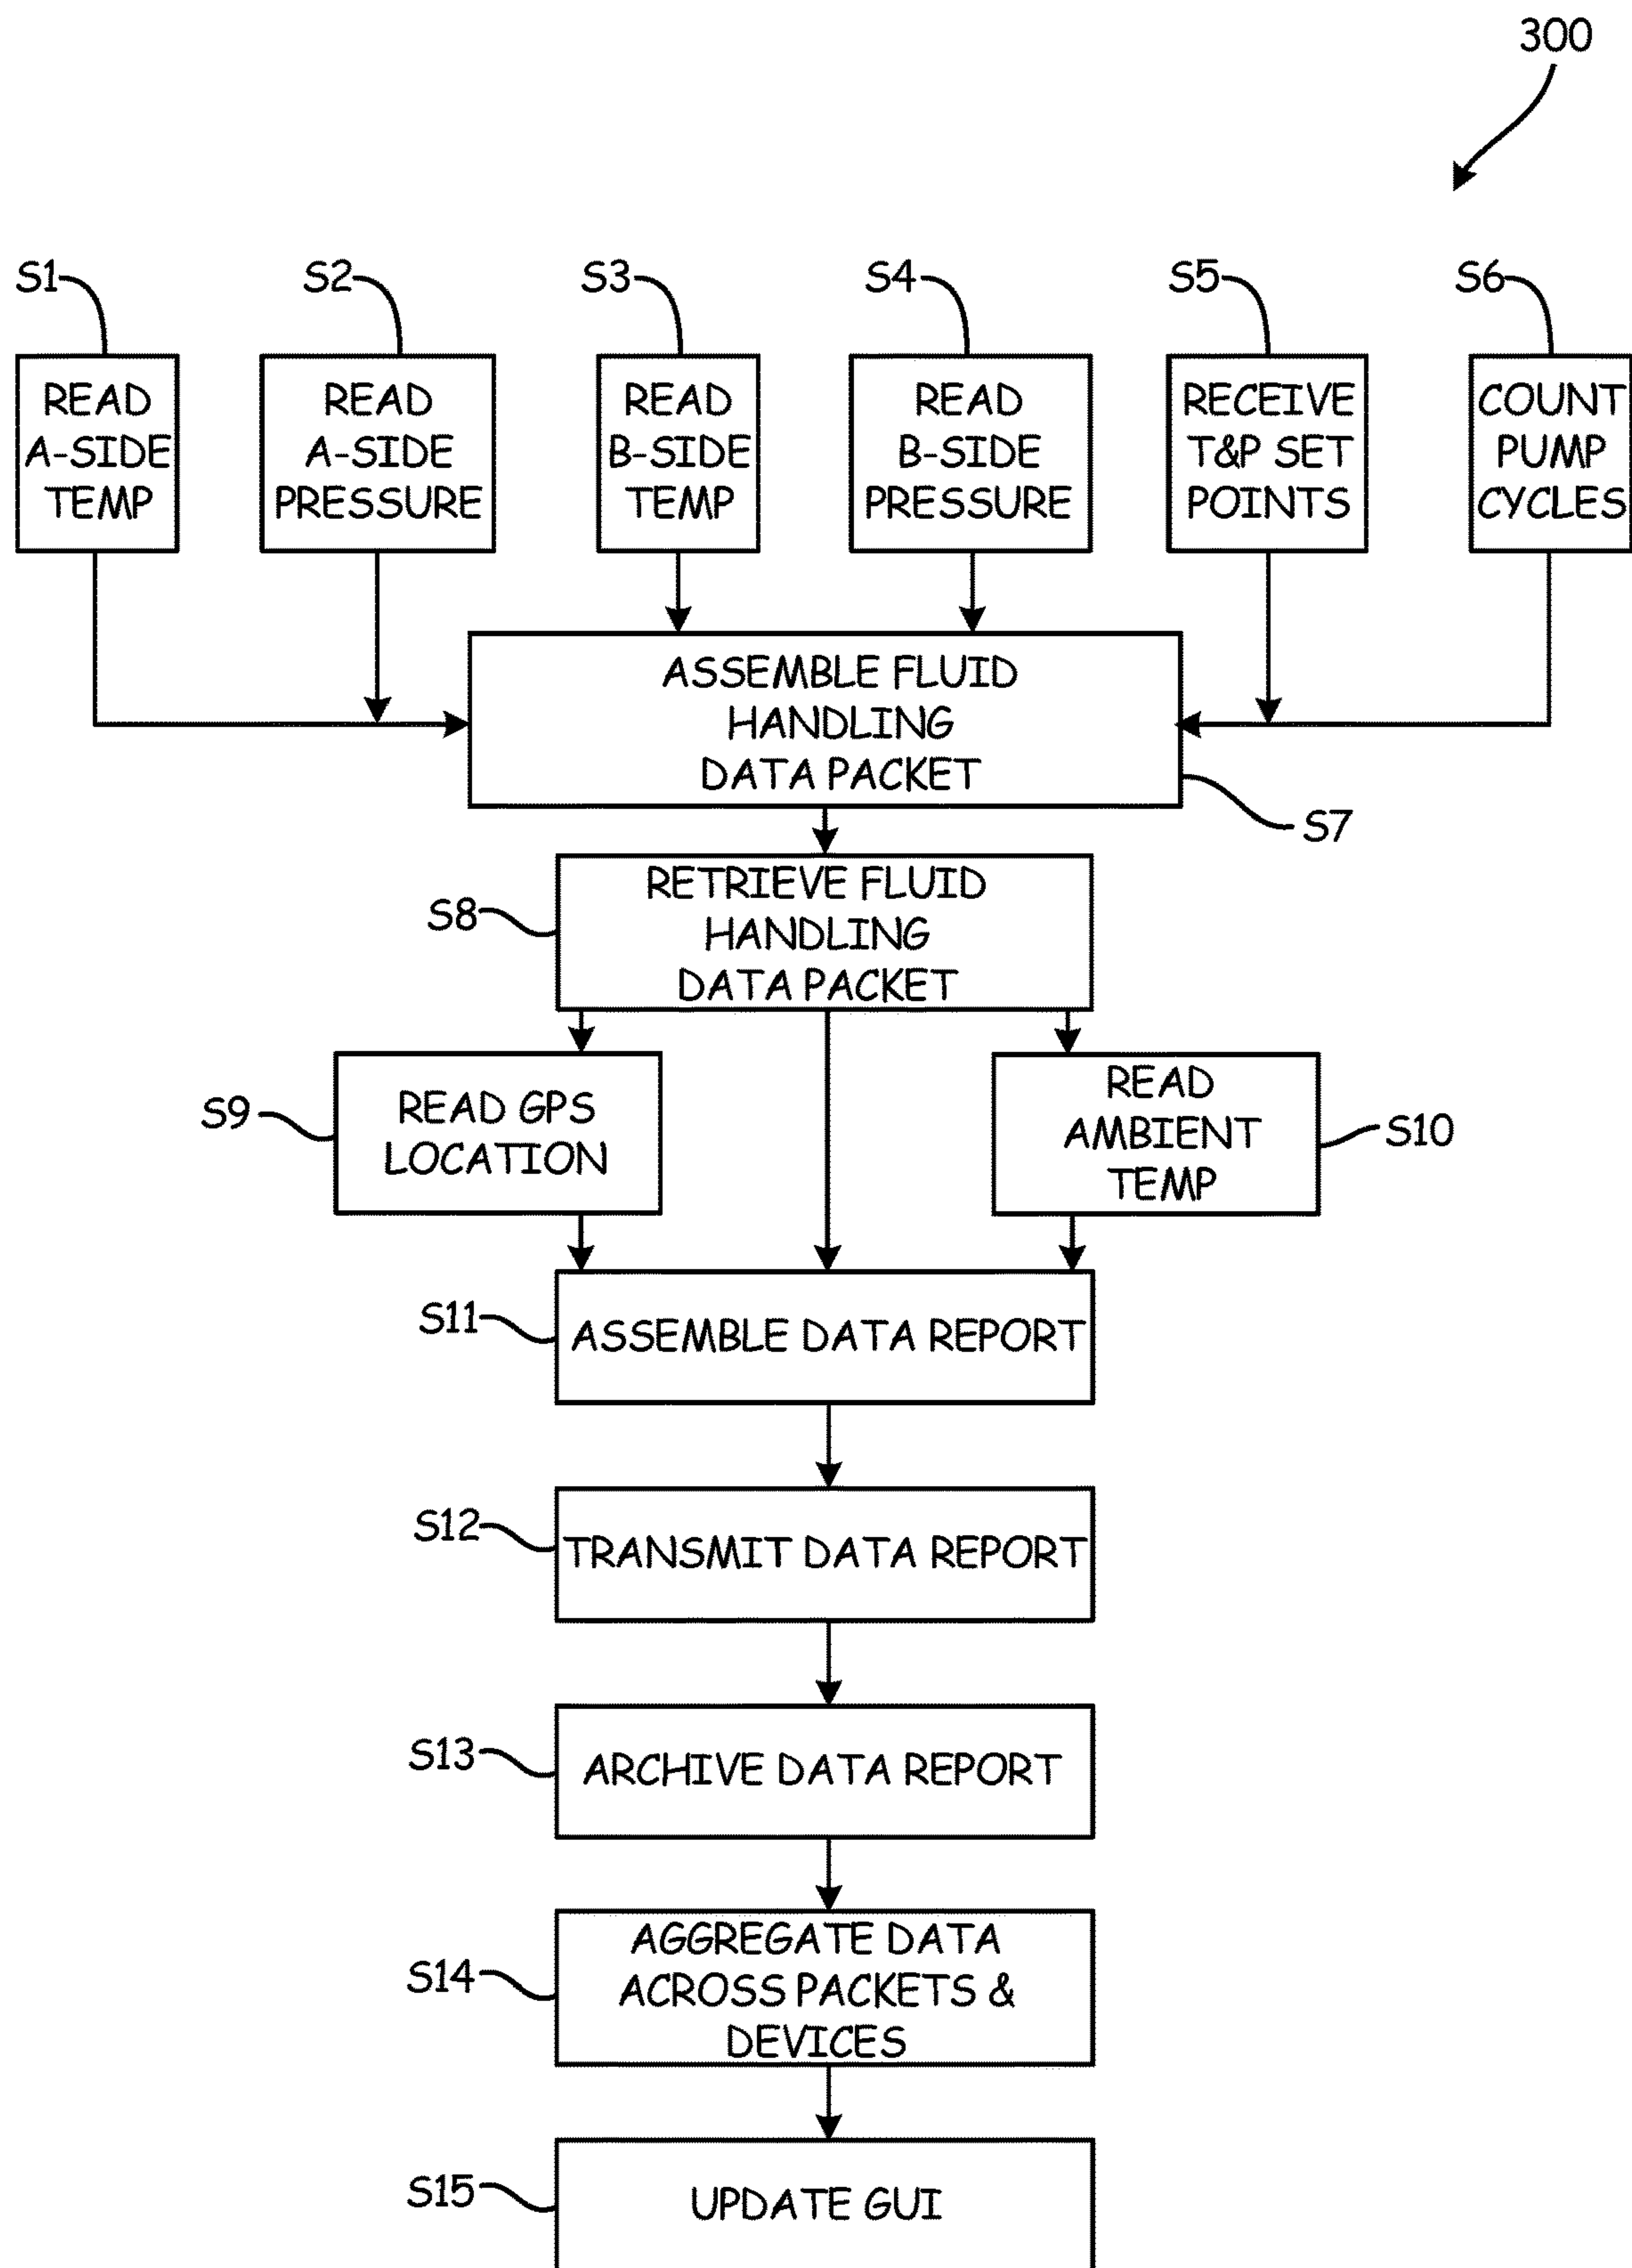 300
S1
S2
S3
S4
S5
S6
READ
A-SIDE
TEMP
READ
A-SIDE
PRESSURE
READ
B-SIDE
TEMP
READ
B-SIDE
PRESSURE
RECEIVE
T&P SET
POINTS
COUNT
PUMP
CYCLES
ASSEMBLE FLUID
HANDLING
DATA PACKET
S7
S8
RETRIEVE FLUID
HANDLING
DATA PACKET
S9
READ GPS
LOCATION
READ
AMBIENT
TEMP
S10
S11
ASSEMBLE DATA REPORT
S12
TRANSMIT DATA REPORT
S13
ARCHIVE DATA REPORT
S14
AGGREGATE DATA
ACROSS PACKETS &
DEVICES
S15
UPDATE GUI